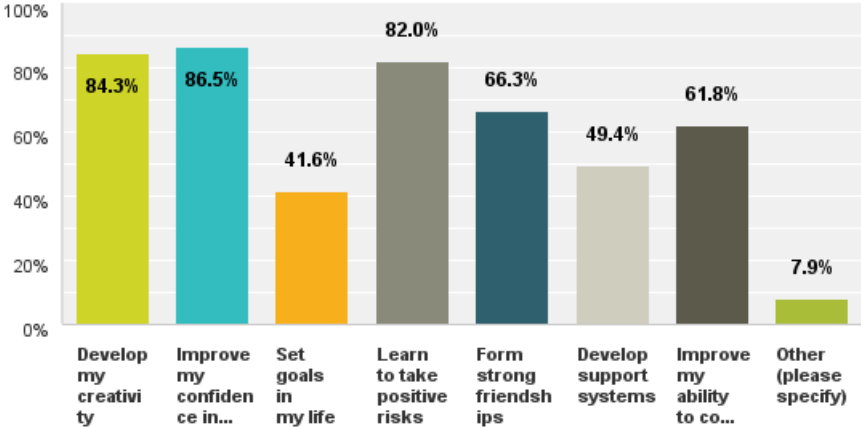 100%
80%
60%
40%
20%
0%
84.3%
86.5%
41.6%
82.0%
66.3%
49.4%
61.8%
7.9%
Develop
my
creativi
ty
Improve
my
confiden
ce in...
Set
goals
in
my life
Learn
to take
positive
risks
Form
strong
friendsh
ips
Develop
support
systems
Improve
my
ability
to co...
Other
(please
specify)